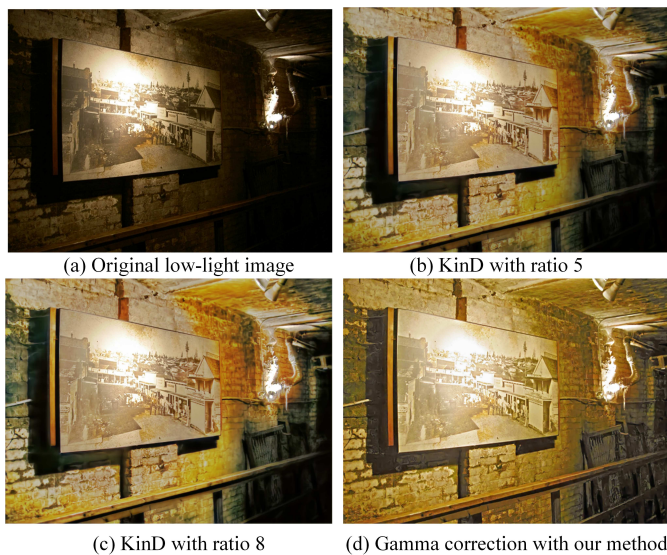 (a) Original low-light image
(b) KinD with ratio 5
(c) KinD with ratio 8
(d) Gamma correction with our method